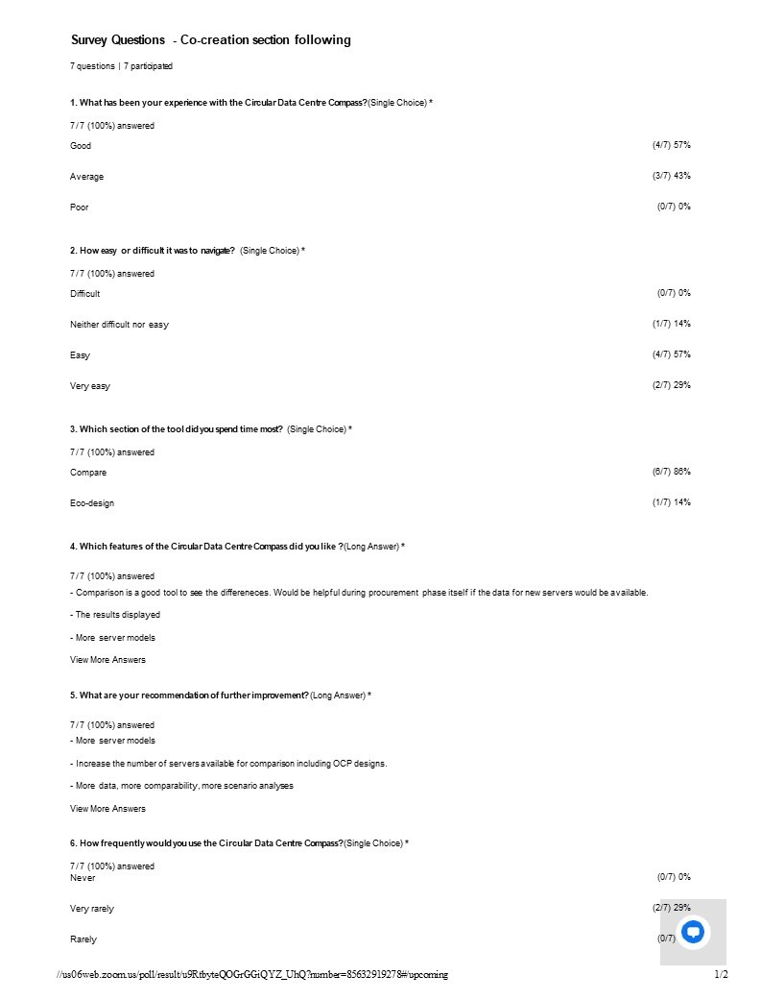 Survey Questions - Co-creation section following
7 questions | 7 participated
1. What has been your experience with the Circular Data Centre Compass?(Single Choice) *
7/7 (100%) answered
Good (4/7) 57%
Average (3/7) 43%
Poor (0/7) 0%
2. How easy or difficult it was to navigate? (Single Choice) *
7/7 (100%) answered
Difficult (0/7) 0%
Neither difficult nor easy (1/7) 14%
Easy (4/7) 57%
Very easy (2/7) 29%
3. Which section of the tool did you spend time most? (Single Choice) *
7/7 (100%) answered
Compare (6/7) 86%
Eco-design (1/7) 14%
4. Which features of the Circular Data Centre Compass did you like ?(Long Answer) *
7/7 (100%) answered
- Comparison is a good tool to see the differeneces. Would be helpful during procurement phase itself if the data for new servers would be available.
- The results displayed
- More server models
View More Answers
5. What are your recommendation of further improvement? (Long Answer) *
7/7 (100%) answered
- More server models
- Increase the number of servers available for comparison including OCP designs.
- More data, more comparability, more scenario analyses
View More Answers
6. How frequently would you use the Circular Data Centre Compass?(Single Choice) *
7/7 (100%) answered
Never (0/7) 0%
Very rarely (2/7) 29%
Rarely (0/7)
//us06web.zoom.us/poll/result/u9RtbyteQOGrGGiQYZ_UhQ?number=85632919278#/upcoming 1/2